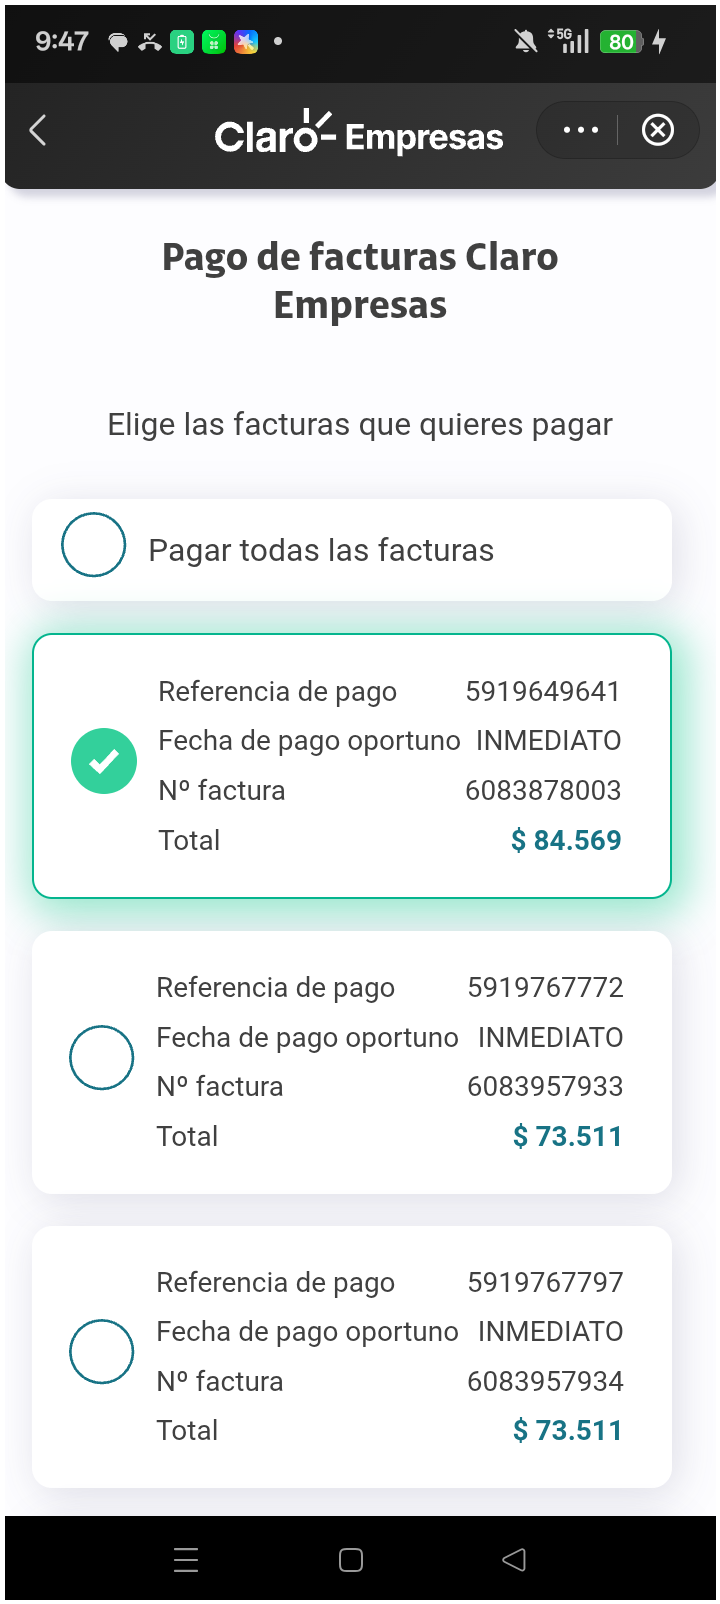 9:47
5G
80
Claro Empresas
Pago de facturas Claro
Empresas
Elige las facturas que quieres pagar
Pagar todas las facturas
Referencia de pago 5919649641
Fecha de pago oportuno INMEDIATO
Nº factura 6083878003
Total $ 84.569
Referencia de pago 5919767772
Fecha de pago oportuno INMEDIATO
Nº factura 6083957933
Total $ 73.511
Referencia de pago 5919767797
Fecha de pago oportuno INMEDIATO
Nº factura 6083957934
Total $ 73.511